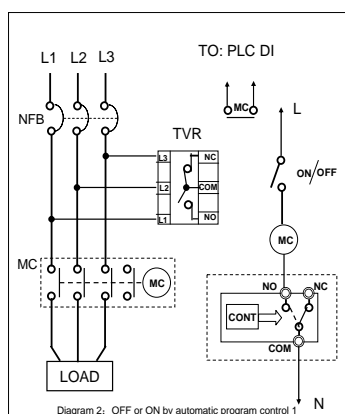 L1 L2 L3
TO: PLC DI
NFB
MC
L
TVR
L3 NC
L2 COM
L1 NO
ON/OFF
MC
MC
MC
NO NC
CONT
COM
LOAD
N
Diagram 2: OFF or ON by automatic program control 1